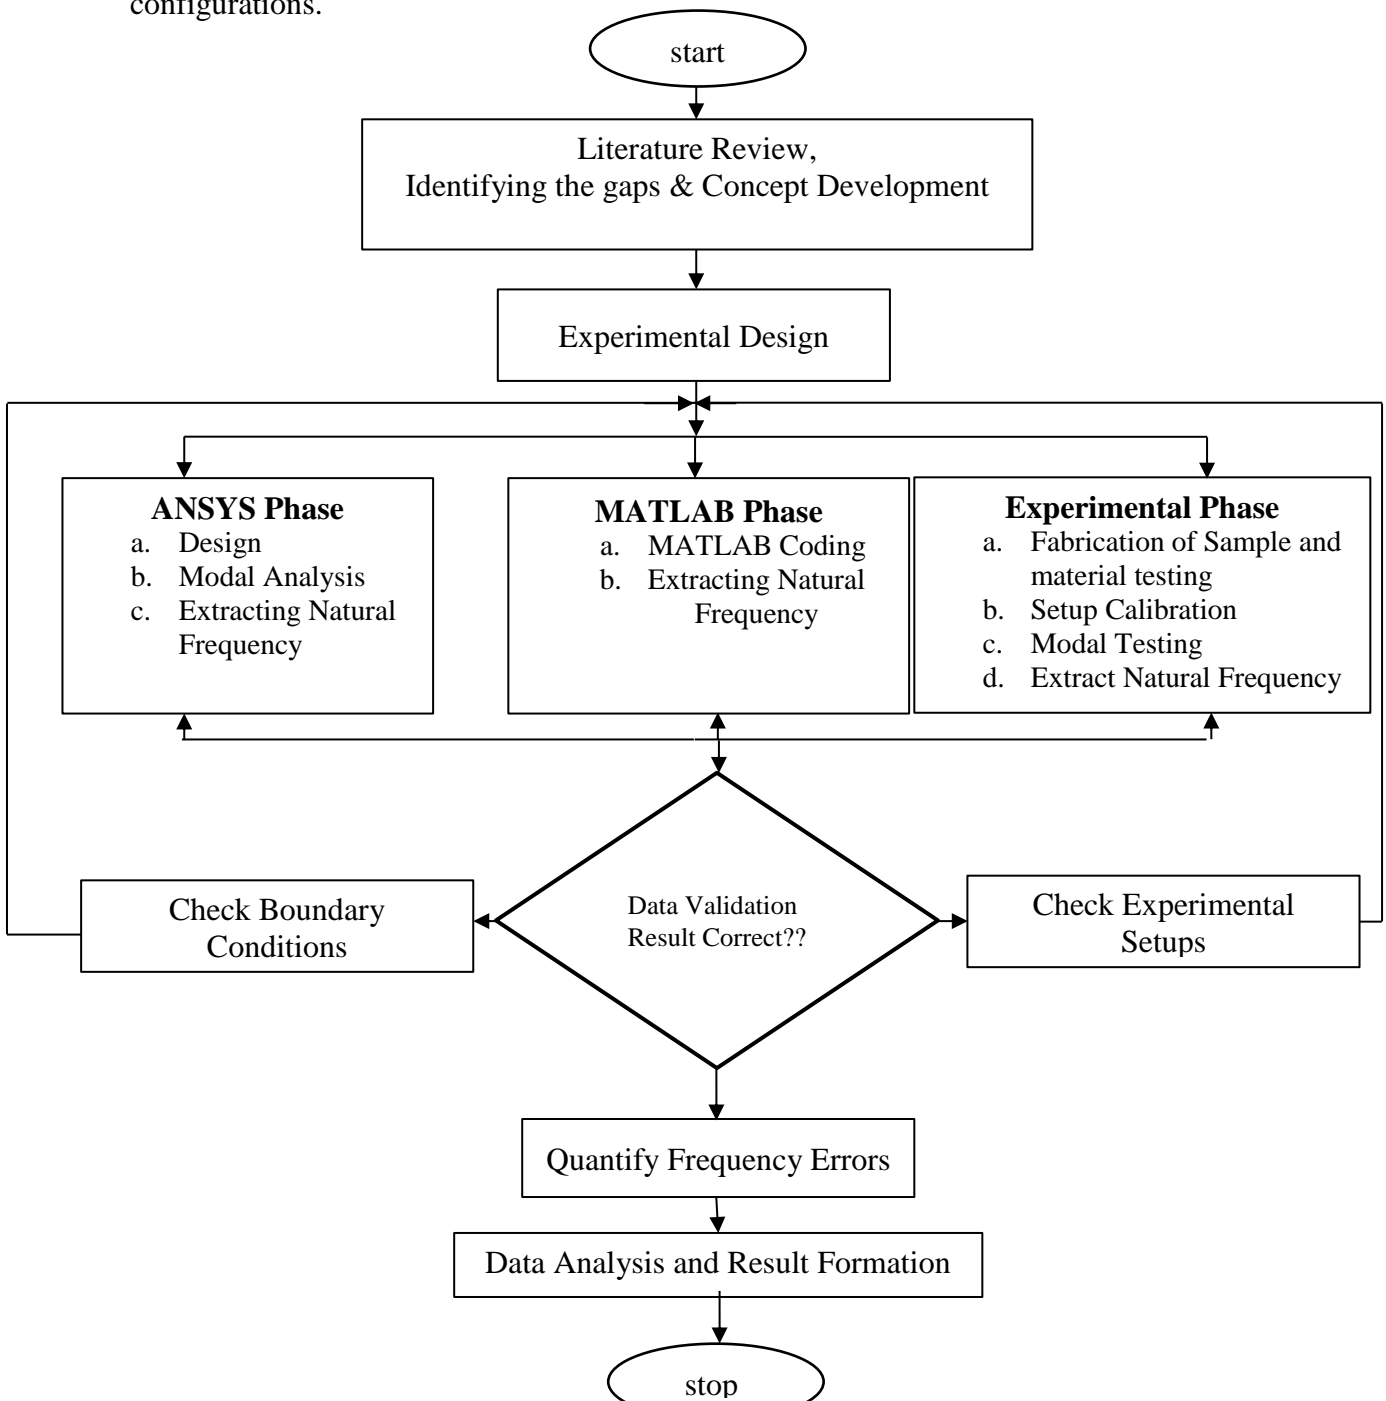 configurations.
start
Literature Review,
Identifying the gaps & Concept Development
Experimental Design
ANSYS Phase
a. Design
b. Modal Analysis
c. Extracting Natural
Frequency
MATLAB Phase
a. MATLAB Coding
b. Extracting Natural
Frequency
Experimental Phase
a. Fabrication of Sample and
material testing
b. Setup Calibration
c. Modal Testing
d. Extract Natural Frequency
Check Boundary
Conditions
Data Validation
Result Correct??
Check Experimental
Setups
Quantify Frequency Errors
Data Analysis and Result Formation
stop